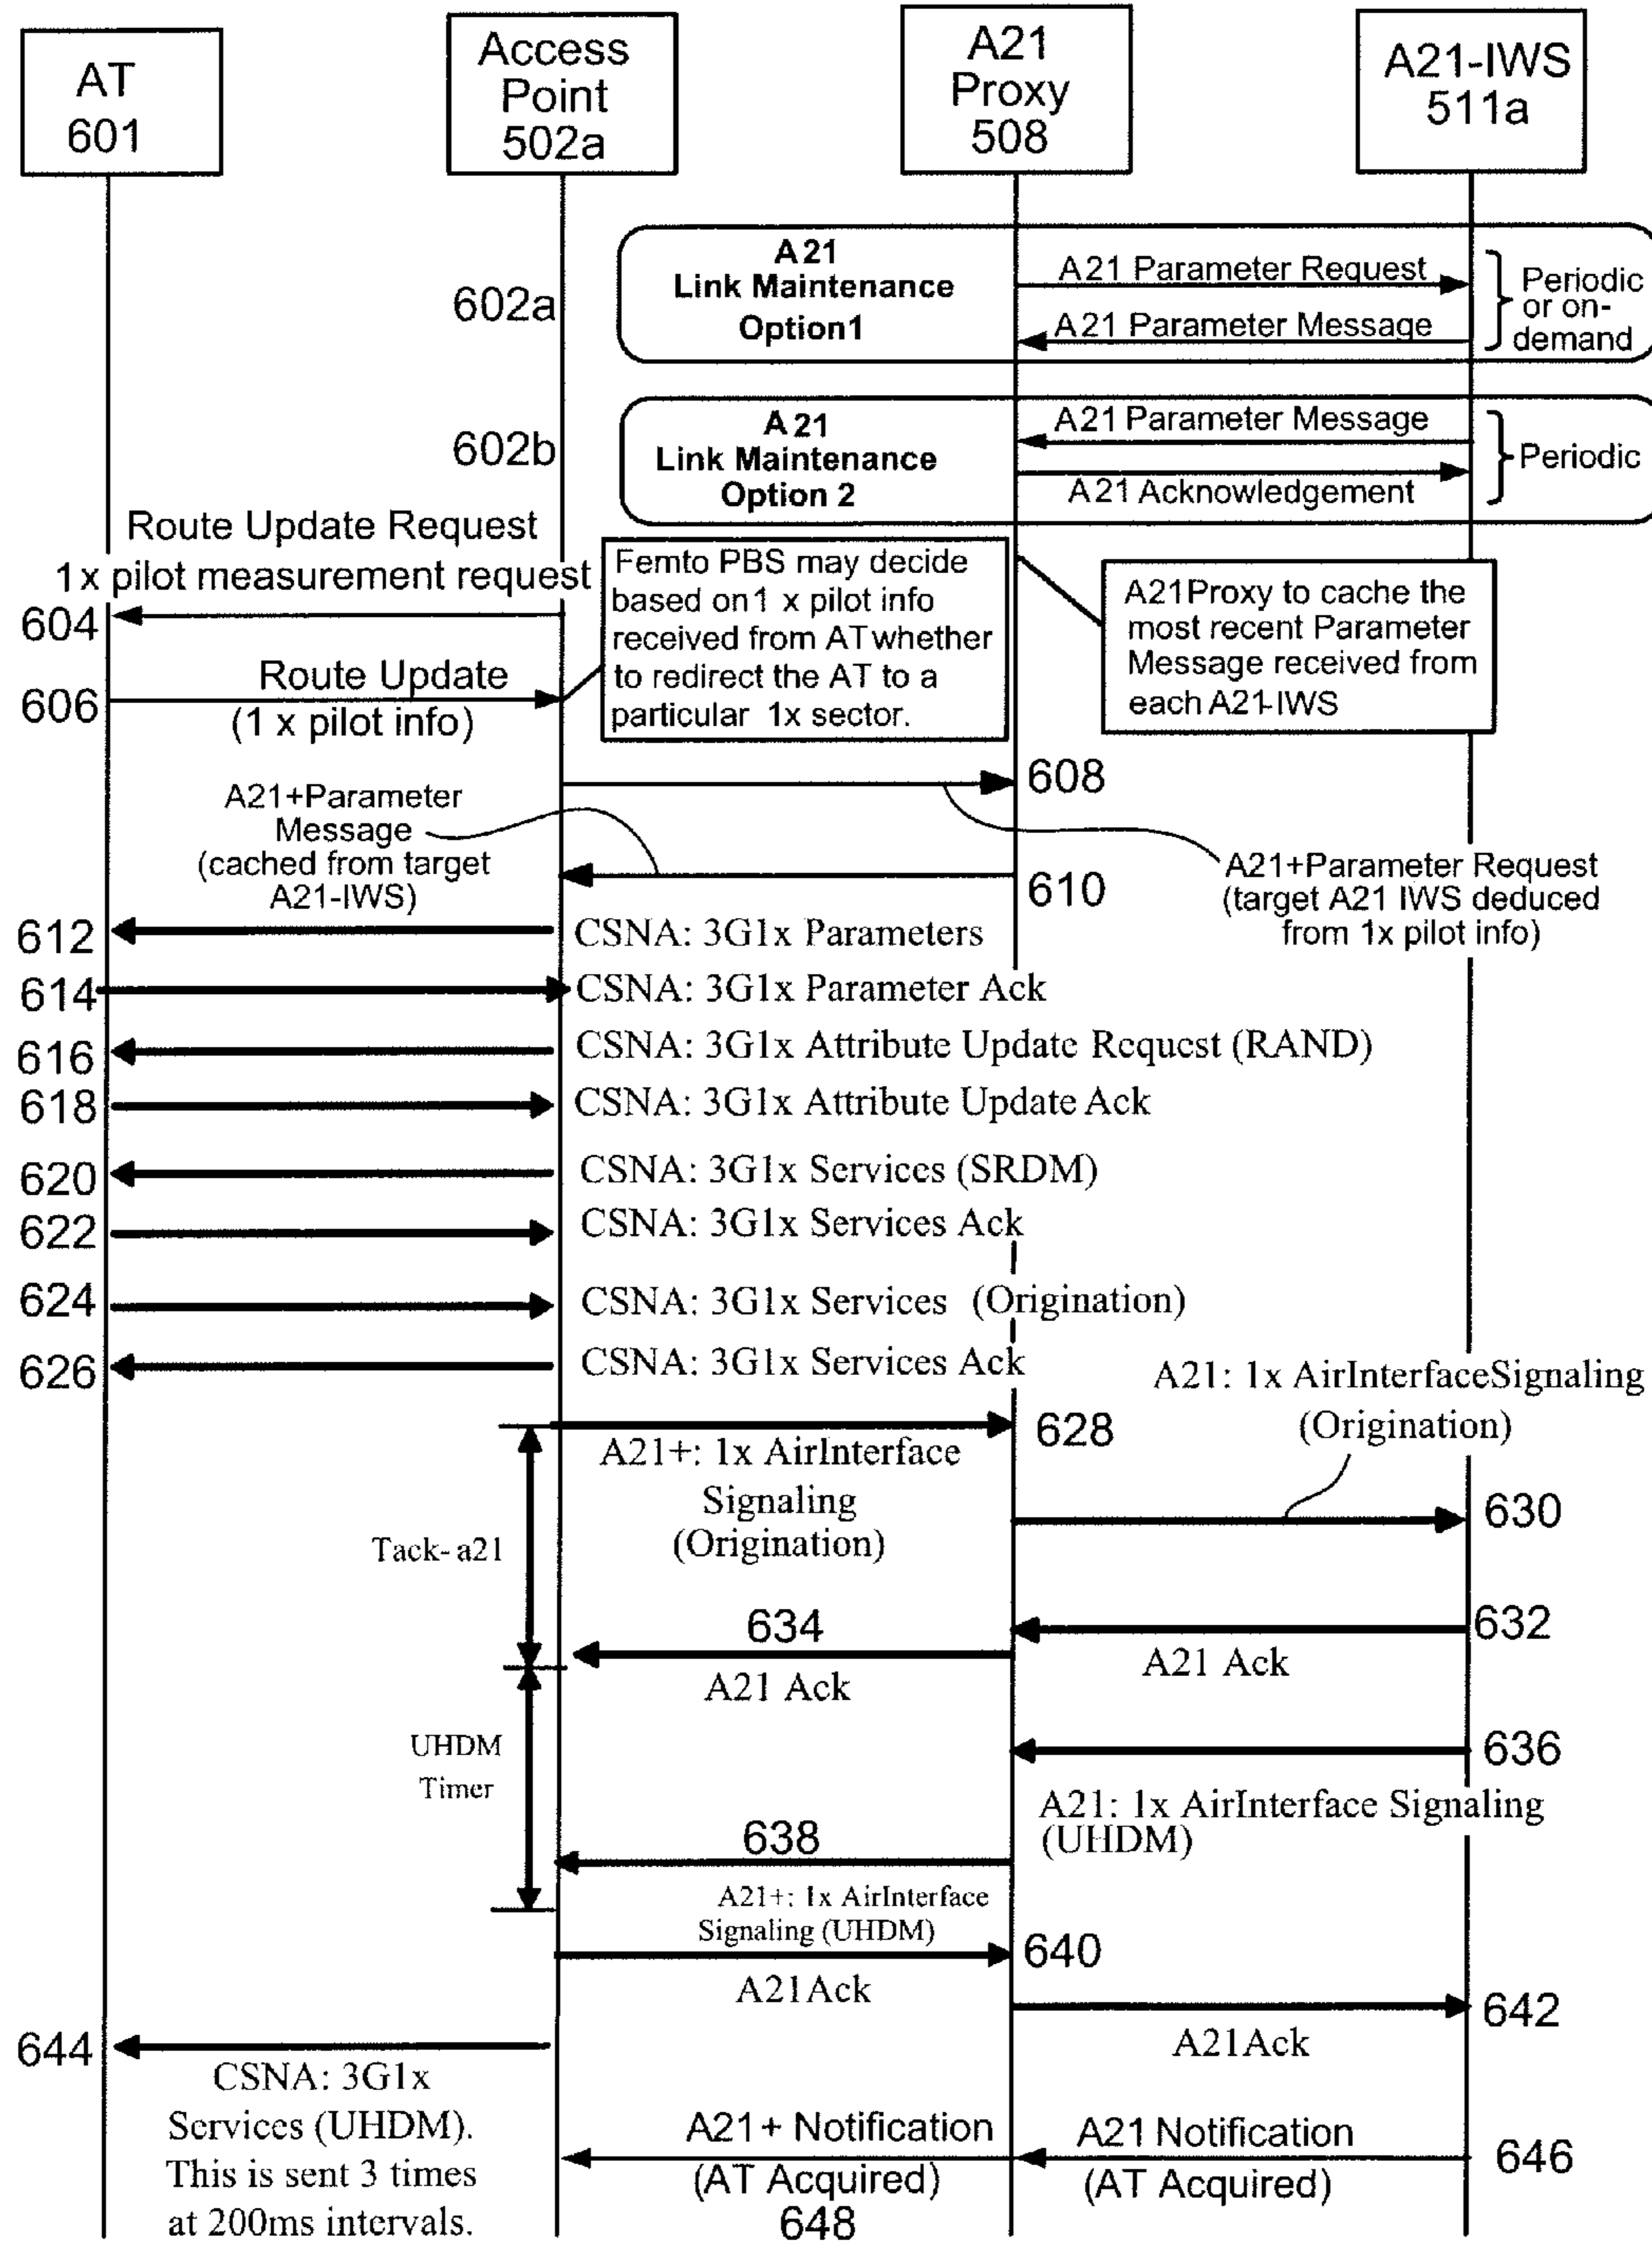 AT
601
Access
Point
502a
A21
Proxy
508
A21-IWS
511a
602a
A21
Link Maintenance
Option1
A21 Parameter Request
A21 Parameter Message
Periodic
or on-
demand
602b
A21
Link Maintenance
Option 2
A21 Parameter Message
A21 Acknowledgement
Periodic
Route Update Request
1x pilot measurement request
604
Femto PBS may decide
based on1 x pilot info
received from AT whether
to redirect the AT to a
particular 1x sector.
A21Proxy to cache the
most recent Parameter
Message received from
each A21-IWS
606
Route Update
(1 x pilot info)
608
A21+Parameter
Message
(cached from target
A21-IWS)
610
A21+Parameter Request
(target A21 IWS deduced
from 1x pilot info)
612
CSNA: 3G1x Parameters
614
CSNA: 3G1x Parameter Ack
616
CSNA: 3G1x Attribute Update Request (RAND)
618
CSNA: 3G1x Attribute Update Ack
620
CSNA: 3G1x Services (SRDM)
622
CSNA: 3G1x Services Ack
624
CSNA: 3G1x Services (Origination)
626
CSNA: 3G1x Services Ack
A21: 1x AirInterfaceSignaling
(Origination)
628
A21+: 1x AirInterface
Signaling
(Origination)
630
Tack-a21
632
A21 Ack
634
A21 Ack
UHDM
Timer
636
A21: 1x AirInterface Signaling
(UHDM)
638
A21+: 1x AirInterface
Signaling (UHDM)
640
A21Ack
642
A21Ack
644
CSNA: 3G1x
Services (UHDM).
This is sent 3 times
at 200ms intervals.
A21+ Notification
(AT Acquired)
648
A21 Notification
(AT Acquired)
646